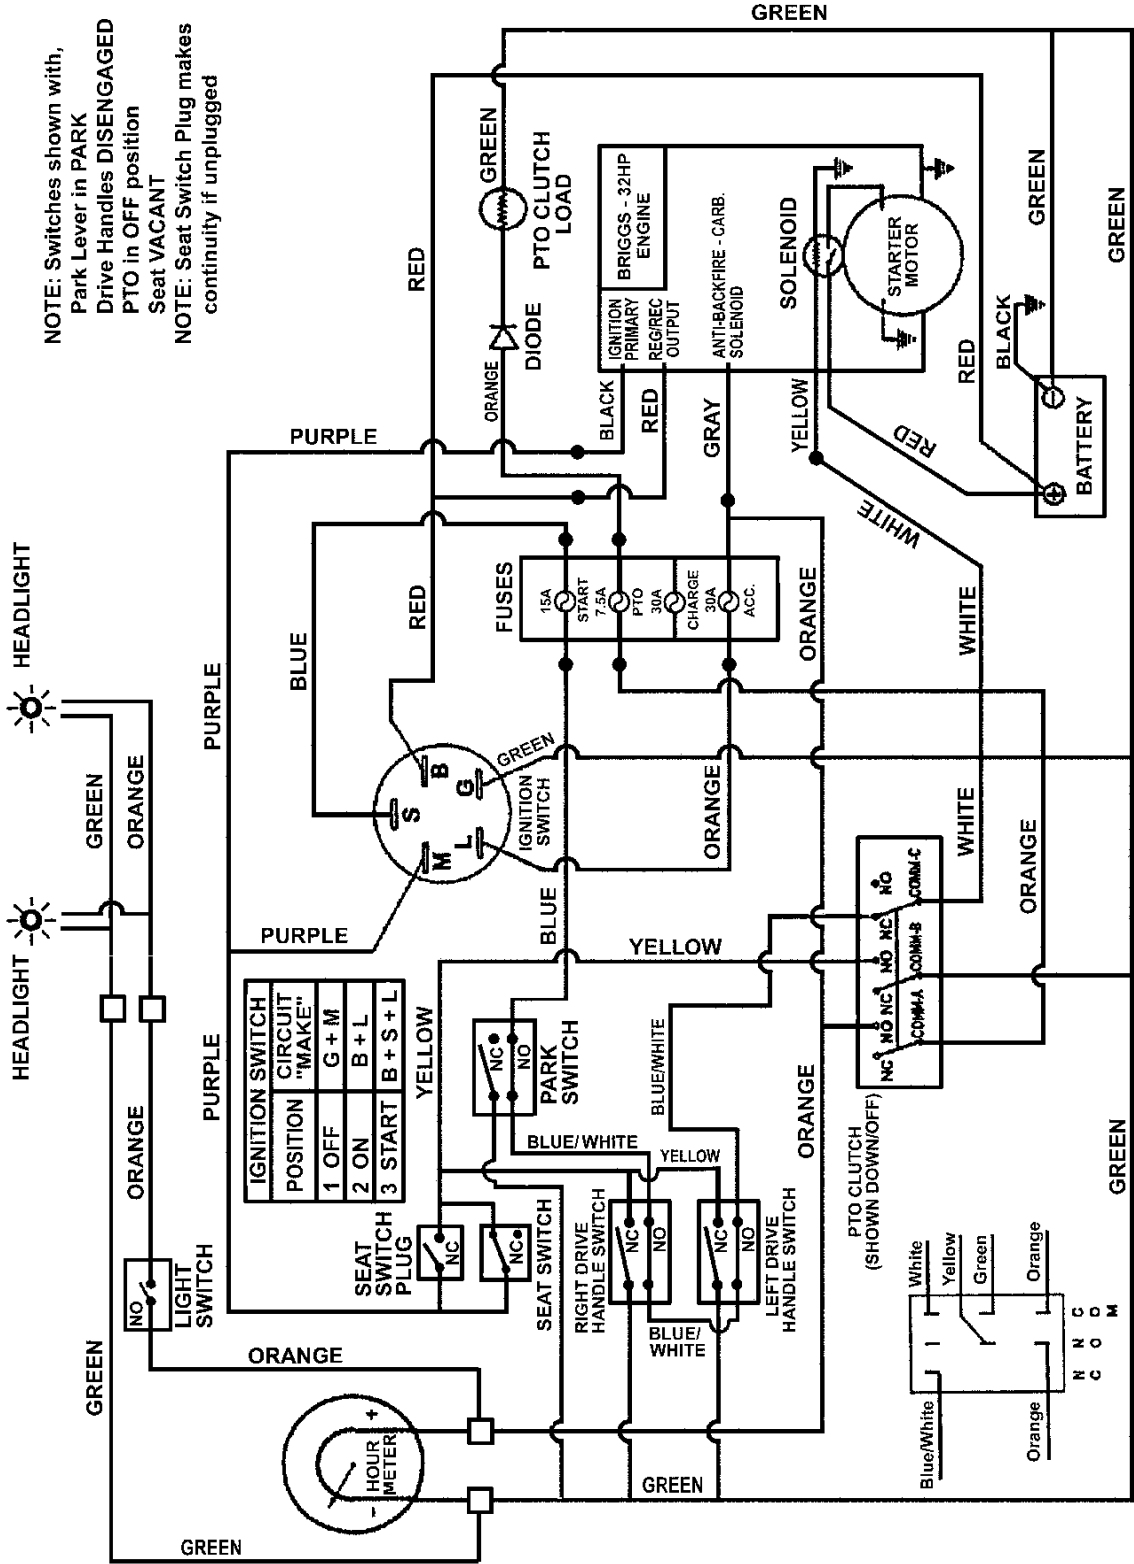 NOTE: Switches shown with,
Park Lever in PARK
Drive Handles DISENGAGED
PTO in OFF position
Seat VACANT
NOTE: Seat Switch Plug makes
continuity if unplugged
GREEN
GREEN
PTO CLUTCH
LOAD
DIODE
ORANGE
RED
BRIGGS - 32HP
ENGINE
IGNITION
PRIMARY
REG/REC
OUTPUT
ANTI-BACKFIRE - CARB.
SOLENOID
SOLENOID
STARTER
MOTOR
GREEN
GREEN
BLACK
RED
BATTERY
RED
YELLOW
WHITE
BLACK
RED
GRAY
PURPLE
HEADLIGHT
HEADLIGHT
GREEN
ORANGE
PURPLE
BLUE
RED
FUSES
15A
START
7.5A
PTO
30A
CHARGE
30A
ACC.
ORANGE
WHITE
B
G
S
L
M
IGNITION
SWITCH
GREEN
ORANGE
WHITE
ORANGE
BLUE
PURPLE
YELLOW
IGNITION SWITCH
POSITION
CIRCUIT
"MAKE"
1 OFF
G + M
2 ON
B + L
3 START
B + S + L
PURPLE
ORANGE
YELLOW
NC
NO
PARK
SWITCH
BLUE/WHITE
BLUE/WHITE
YELLOW
ORANGE
NC
NO
COMM-A
NC
NO
COMM-B
NC
NO
COMM-C
PTO CLUTCH
(SHOWN DOWN/OFF)
GREEN
NO
LIGHT
SWITCH
SEAT
SWITCH
PLUG
NC
NC
SEAT SWITCH
RIGHT DRIVE
HANDLE SWITCH
NC
NO
NC
NO
LEFT DRIVE
HANDLE SWITCH
BLUE/
WHITE
GREEN
ORANGE
+
HOUR
METER
-
GREEN
GREEN
White
Yellow
Green
Orange
Blue/White
Orange
N C
N O
C O M